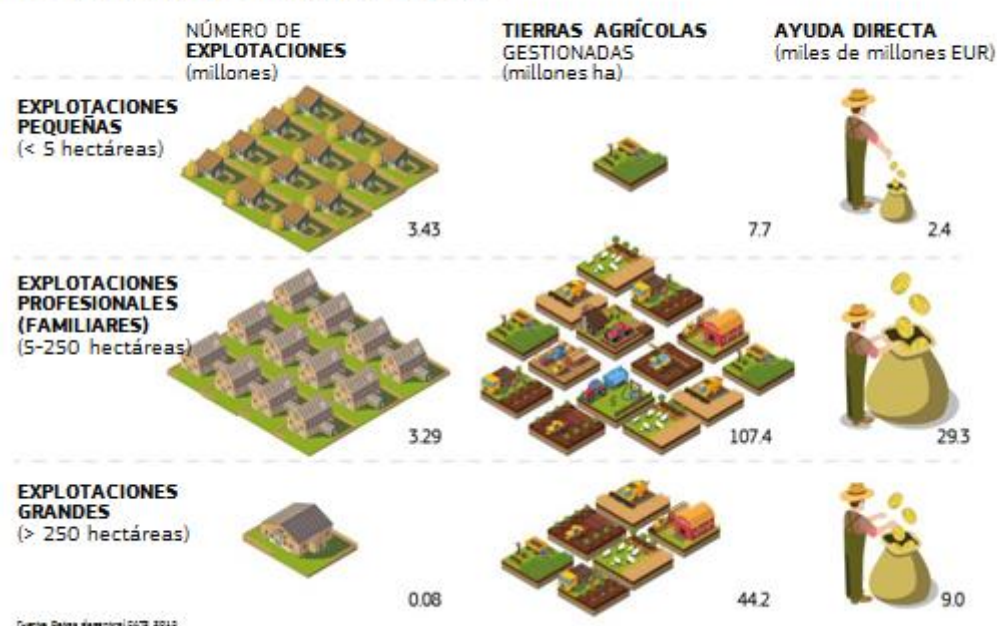 NÚMERO DE
EXPLOTACIONES
(millones)
TIERRAS AGRÍCOLAS
GESTIONADAS
(millones ha)
AYUDA DIRECTA
(miles de millones EUR)
EXPLOTACIONES
PEQUEÑAS
(< 5 hectáreas)
3.43
7.7
2.4
EXPLOTACIONES
PROFESIONALES
(FAMILIARES)
(5-250 hectáreas)
3.29
107.4
29.3
EXPLOTACIONES
GRANDES
(> 250 hectáreas)
0.08
44.2
9.0